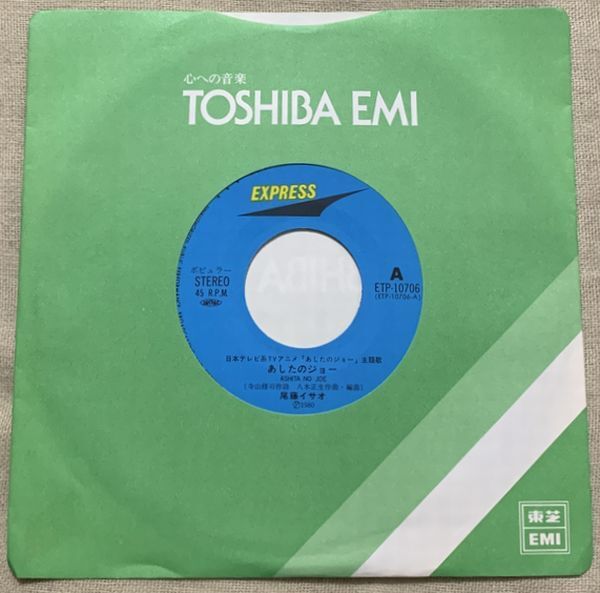 心への音楽
TOSHIBA EMI
EXPRESS
ポピュラー
STEREO
45 R.P.M.
A
ETP-10706
(ETP-10706-A)
日本テレビ系TVアニメ「あしたのジョー」主題歌
あしたのジョー
ASHITA NO JOE
(寺山修司作詞 八木正生作曲・編曲)
尾藤イサオ
Ⓟ1980
東芝
EMI